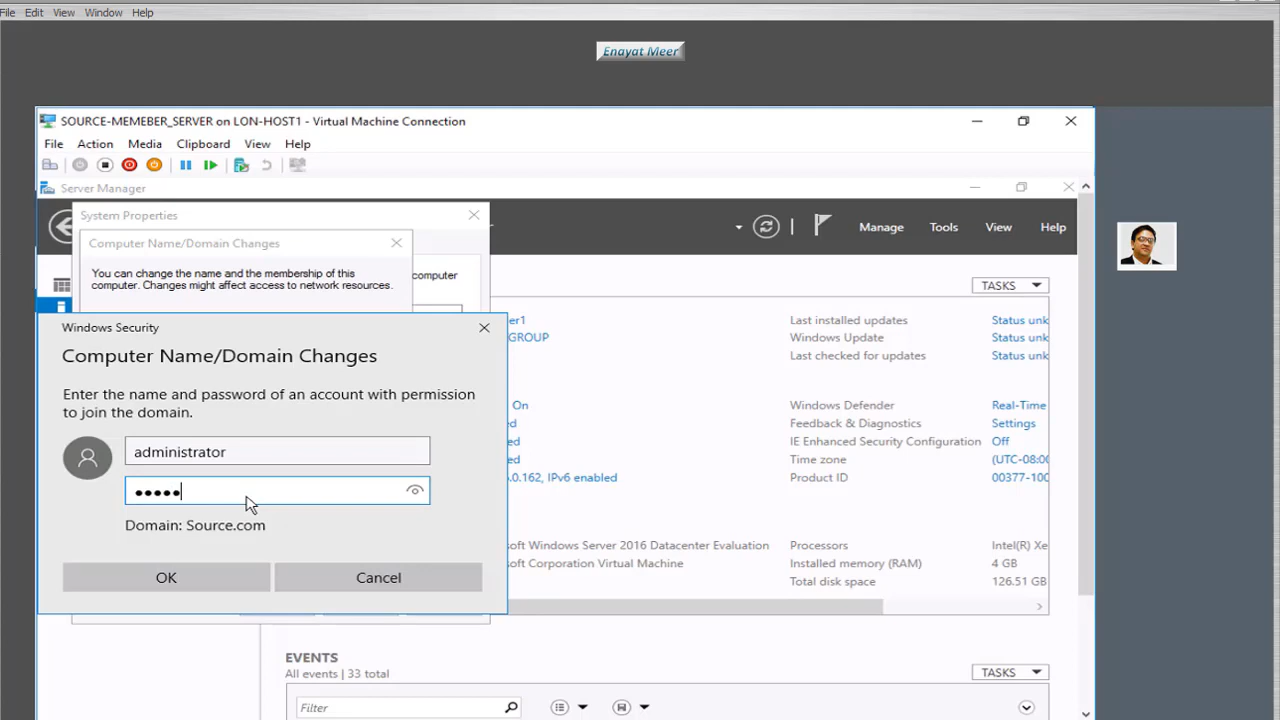 File Edit View Window Help
Enayat Meer
SOURCE-MEMEBER_SERVER on LON-HOST1 - Virtual Machine Connection
File Action Media Clipboard View Help
Server Manager
System Properties
Manage Tools View Help
Computer Name/Domain Changes
You can change the name and the membership of this
computer. Changes might affect access to network resources.
computer
TASKS
Windows Security
Computer Name/Domain Changes
Enter the name and password of an account with permission
to join the domain.
administrator
Domain: Source.com
OK Cancel
er1
GROUP
Last installed updates Status unk
Windows Update Status unk
Last checked for updates Status unk
On
ed
ed
ed
.0.162, IPv6 enabled
Windows Defender Real-Time
Feedback & Diagnostics Settings
IE Enhanced Security Configuration Off
Time zone (UTC-08:00
Product ID 00377-100
soft Windows Server 2016 Datacenter Evaluation
soft Corporation Virtual Machine
Processors Intel(R) Xe
Installed memory (RAM) 4 GB
Total disk space 126.51 GB
EVENTS
All events | 33 total
TASKS
Filter